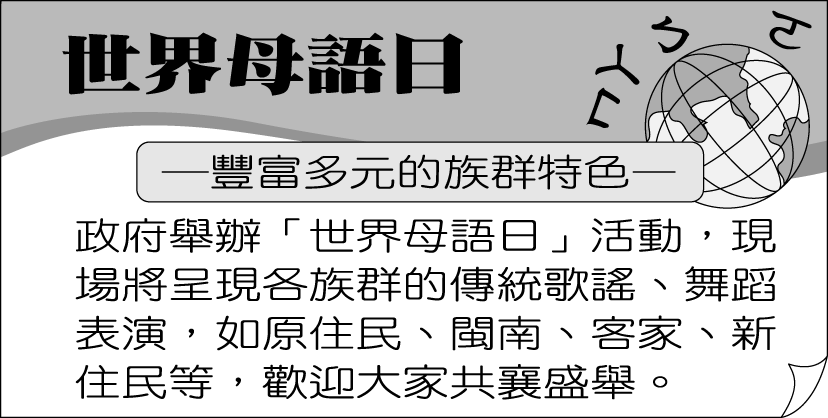 世界母語日
ㄅㄆㄇㄈ
—豐富多元的族群特色—
政府舉辦「世界母語日」活動，現
場將呈現各族群的傳統歌謠、舞蹈
表演，如原住民、閩南、客家、新
住民等，歡迎大家共襄盛舉。